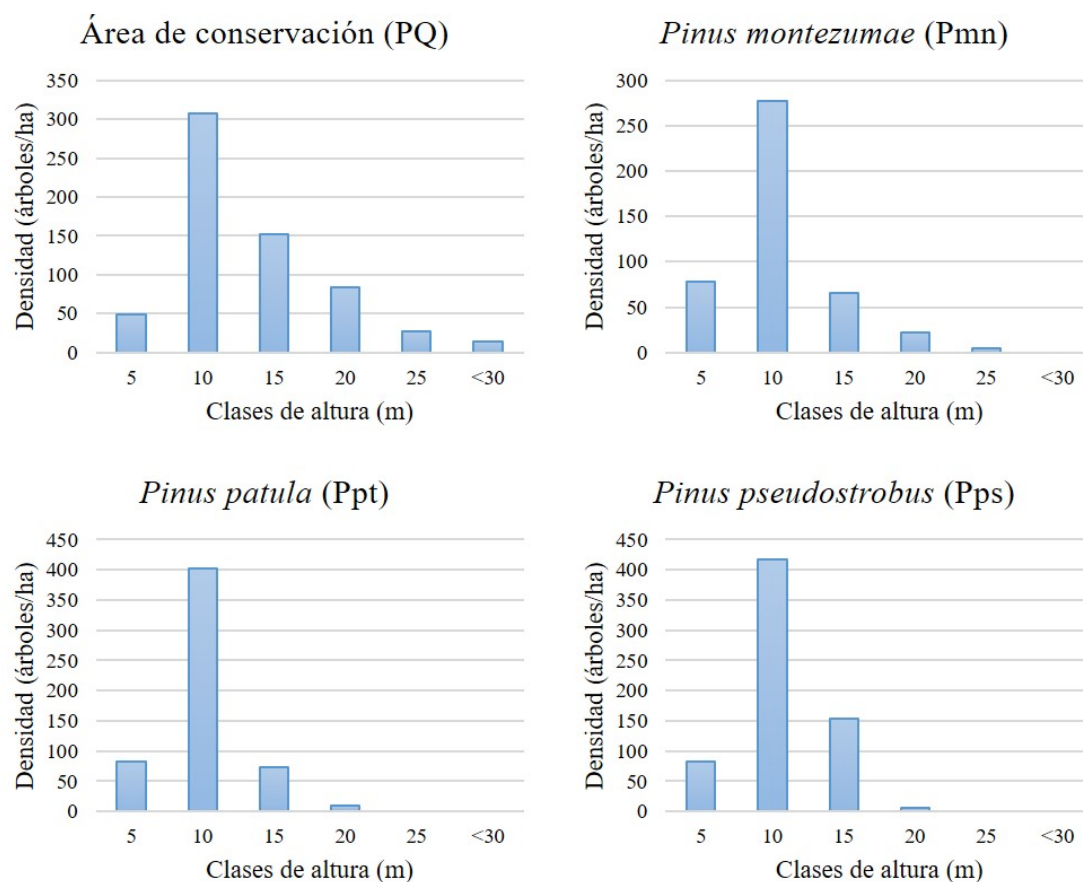 Área de conservación (PQ)
Densidad (árboles/ha)
350
300
250
200
150
100
50
0
5 10 15 20 25 <30
Clases de altura (m)
Pinus montezumae (Pmn)
Densidad (árboles/ha)
300
250
200
150
100
50
0
5 10 15 20 25 <30
Clases de altura (m)
Pinus patula (Ppt)
Densidad (árboles/ha)
450
400
350
300
250
200
150
100
50
0
5 10 15 20 25 <30
Clases de altura (m)
Pinus pseudostrobus (Pps)
Densidad (árboles/ha)
450
400
350
300
250
200
150
100
50
0
5 10 15 20 25 <30
Clases de altura (m)